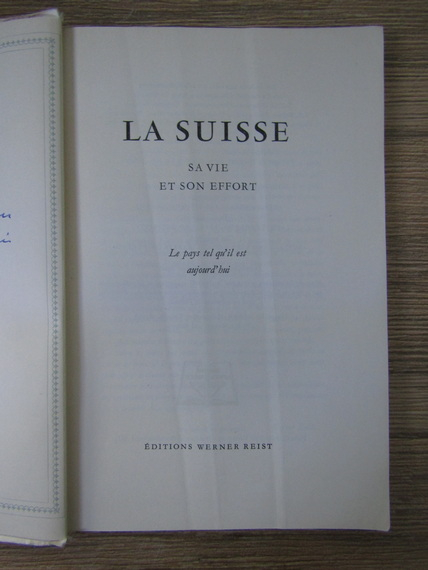 LA SUISSE
SA VIE
ET SON EFFORT
Le pays tel qu'il est
aujourd'hui
ÉDITIONS WERNER REIST